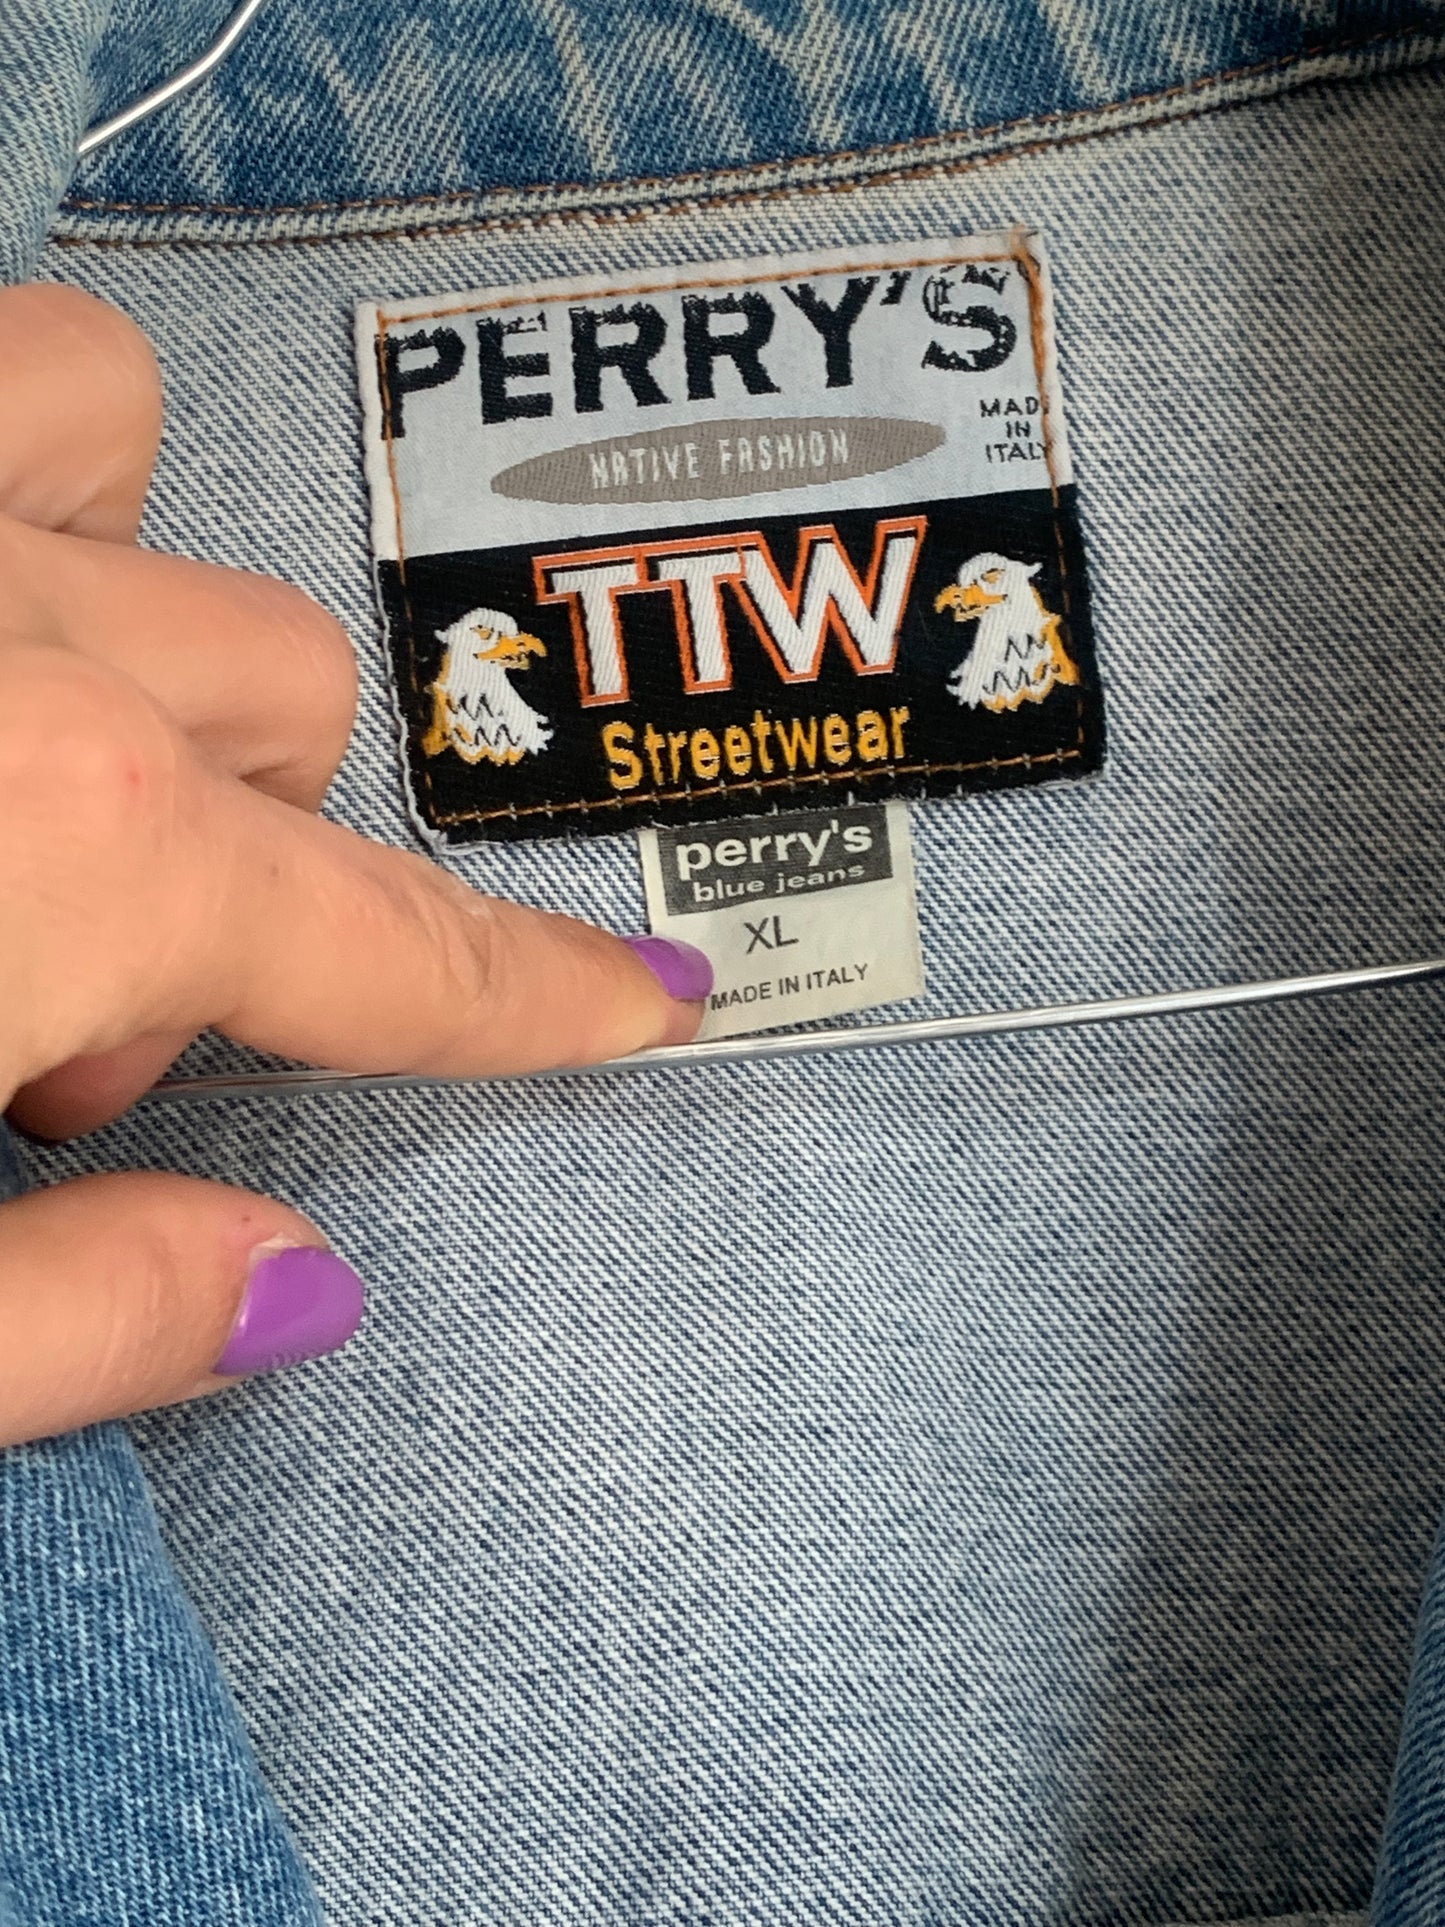 PERRY'S
MADE
IN
ITALY
NATIVE FASHION
TTW
Streetwear
perry's
blue jeans
XL
MADE IN ITALY